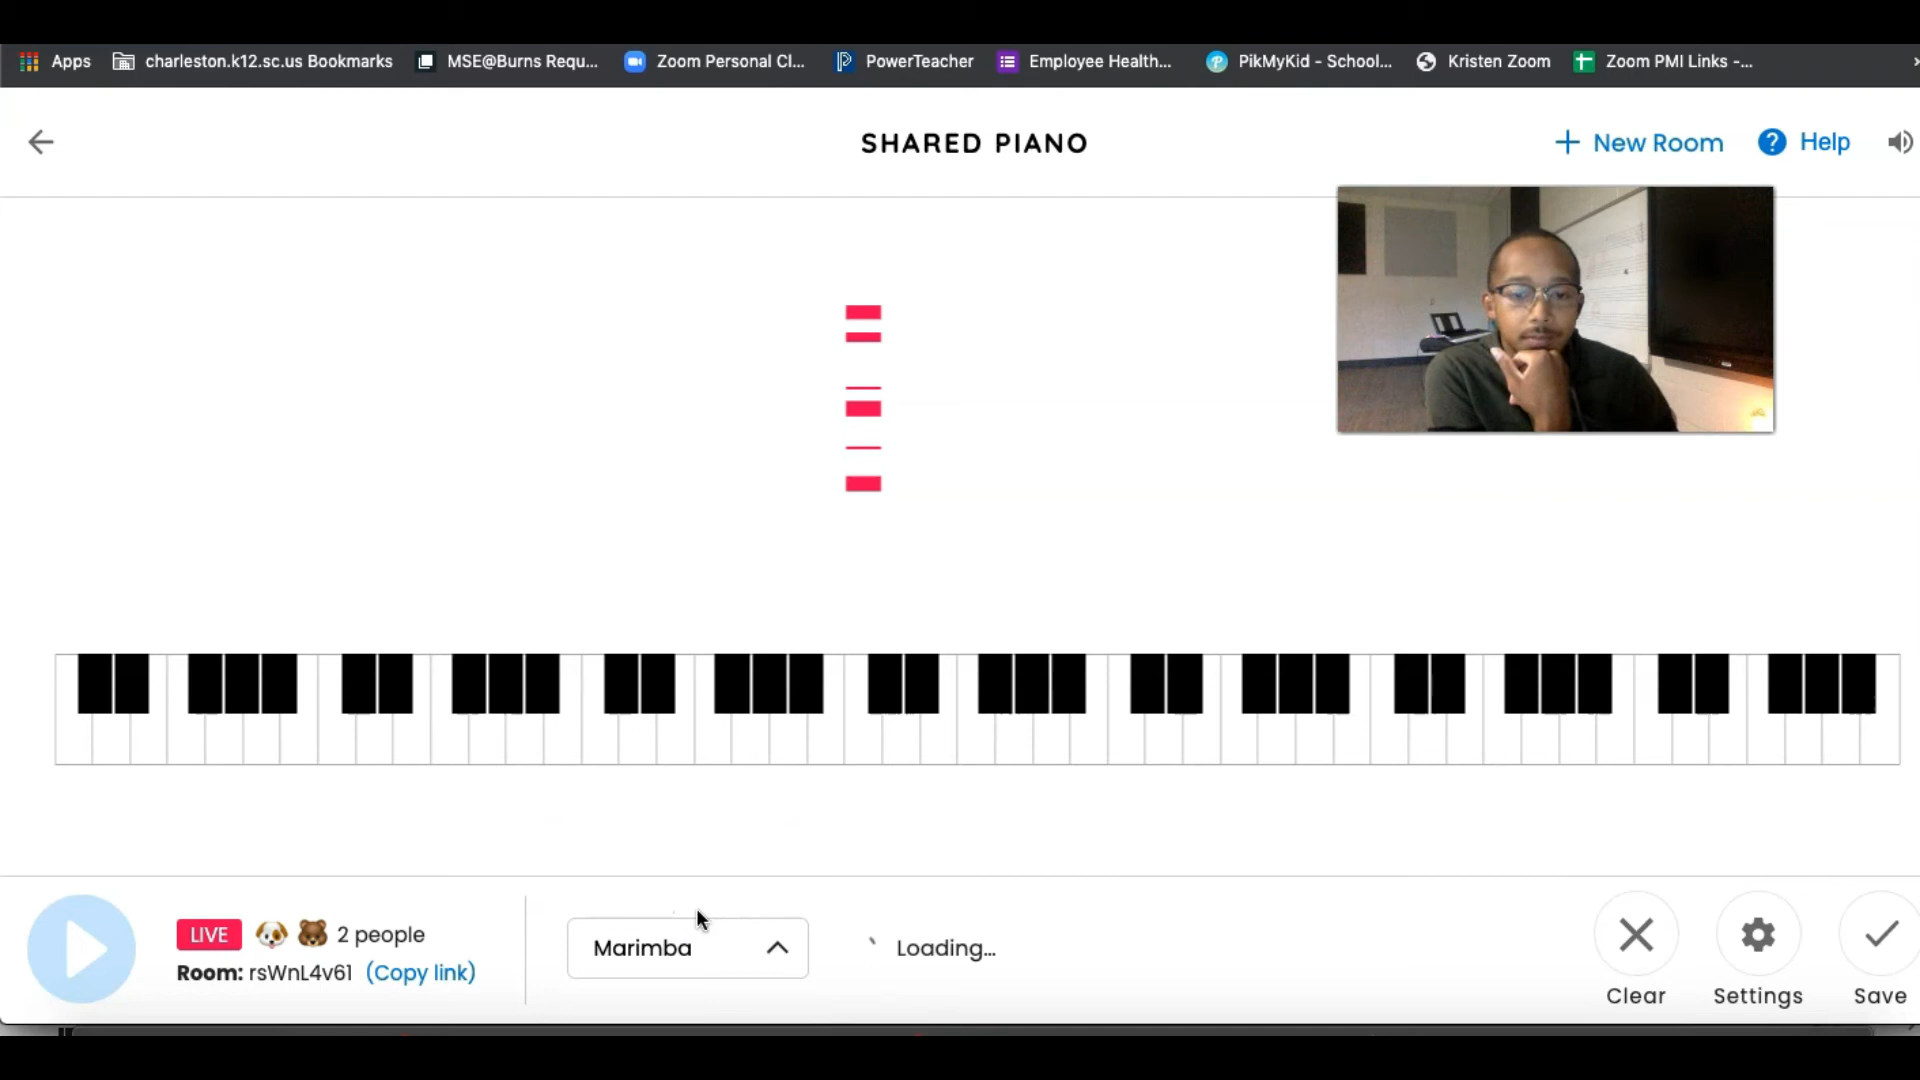 Apps charleston.k12.sc.us Bookmarks MSE@Burns Requ... Zoom Personal Cl... PowerTeacher Employee Health... PikMyKid - School... Kristen Zoom Zoom PMI Links -...
SHARED PIANO
New Room
Help
LIVE 2 people
Room: rsWnL4v61 (Copy link)
Marimba
Loading...
Clear
Settings
Save